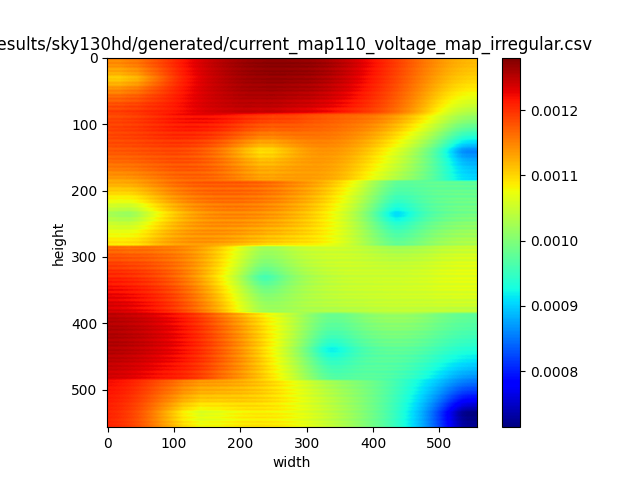 esults/sky130hd/generated/current_map110_voltage_map_irregular.csv
0
100
200
300
400
500
height
0 100 200 300 400 500
width
0.0012
0.0011
0.0010
0.0009
0.0008